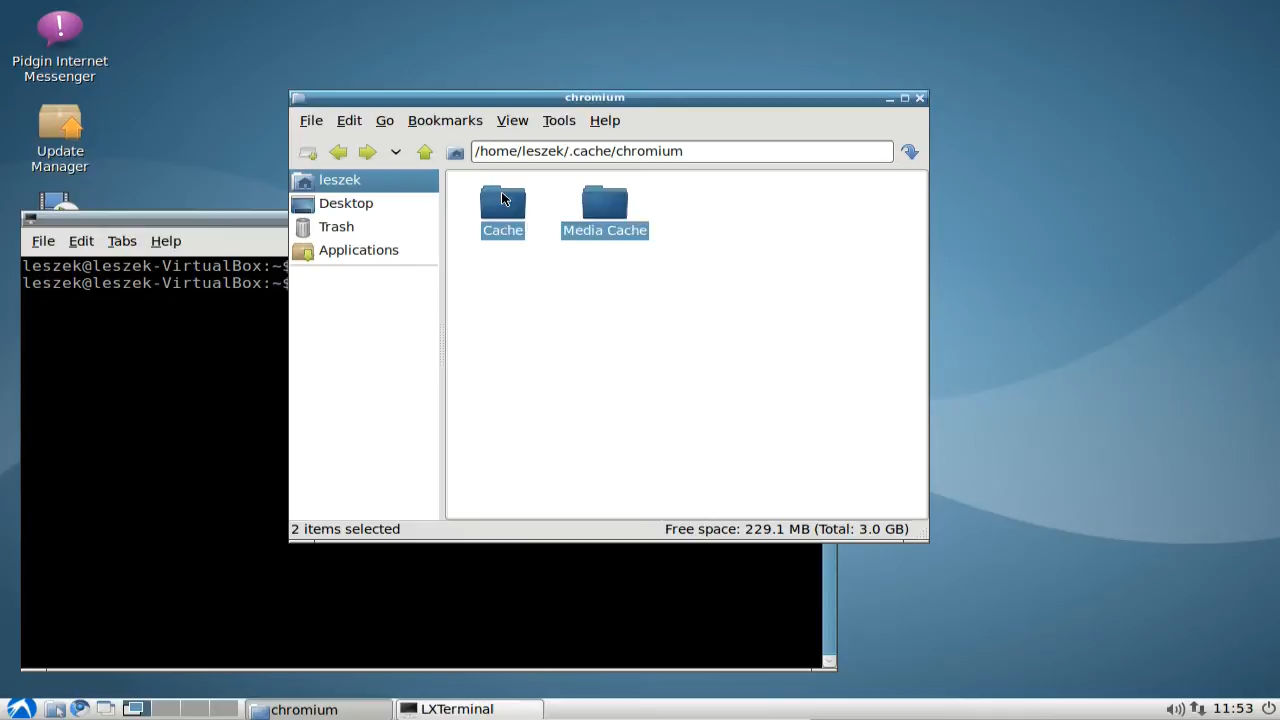 Pidgin Internet
Messenger
Update
Manager
chromium
File Edit Go Bookmarks View Tools Help
/home/leszek/.cache/chromium
leszek
Desktop
Trash
Applications
Cache
Media Cache
2 items selected
Free space: 229.1 MB (Total: 3.0 GB)
File Edit Tabs Help
leszek@leszek-VirtualBox:~$
leszek@leszek-VirtualBox:~$
chromium
LXTerminal
11:53